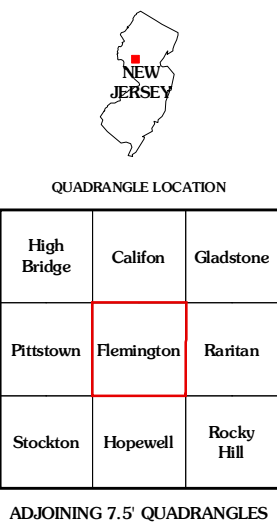 NEW
JERSEY
QUADRANGLE LOCATION
High
Bridge
Califon
Gladstone
Pittstown
Flemington
Raritan
Stockton
Hopewell
Rocky
Hill
ADJOINING 7.5' QUADRANGLES